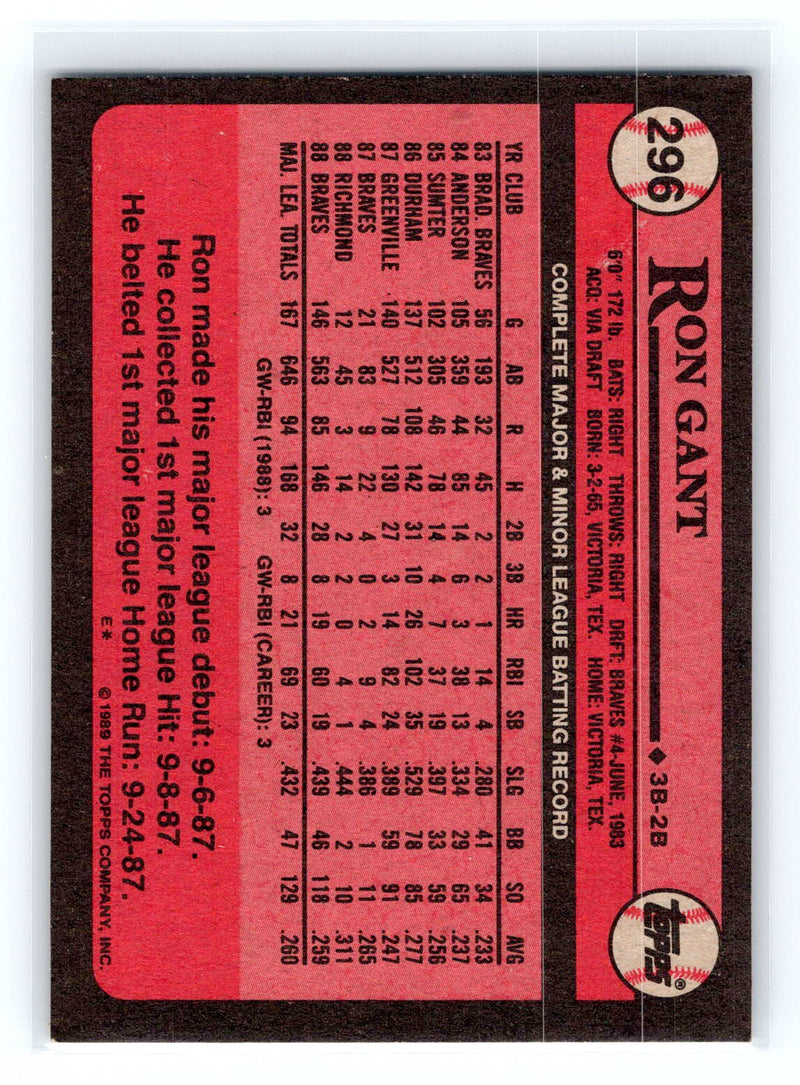 296
RON GANT
◆ 3B-2B
topps®
6'0" 172 lb. BATS: RIGHT THROWS: RIGHT DRFT: BRAVES #4-JUNE, 1983
ACQ: VIA DRAFT BORN: 3-2-65, VICTORIA, TEX. HOME: VICTORIA, TEX.
COMPLETE MAJOR & MINOR LEAGUE BATTING RECORD
YR CLUB G AB R H 2B 3B HR RBI SB SLG BB SO AVG
83 BRAD. BRAVES 56 193 32 45 2 2 1 14 4 .280 41 34 .233
84 ANDERSON 105 359 44 85 14 6 3 38 13 .334 29 65 .237
85 SUMTER 102 305 46 78 14 4 7 37 19 .397 33 59 .256
86 DURHAM 137 512 108 142 31 10 26 102 35 .529 78 85 .277
87 GREENVILLE 140 527 78 130 27 3 14 82 24 .389 59 91 .247
87 BRAVES 21 83 9 22 4 0 2 9 4 .386 1 11 .265
88 RICHMOND 12 45 3 14 2 2 0 4 1 .444 2 10 .311
88 BRAVES 146 563 85 146 28 8 19 60 19 .439 46 118 .259
MAJ. LEA. TOTALS 167 646 94 168 32 8 21 69 23 .432 47 129 .260
GW-RBI (1988): 3 GW-RBI (CAREER): 3
Ron made his major league debut: 9-6-87.
He collected 1st major league Hit: 9-8-87.
He belted 1st major league Home Run: 9-24-87.
E* © 1989 THE TOPPS COMPANY, INC.